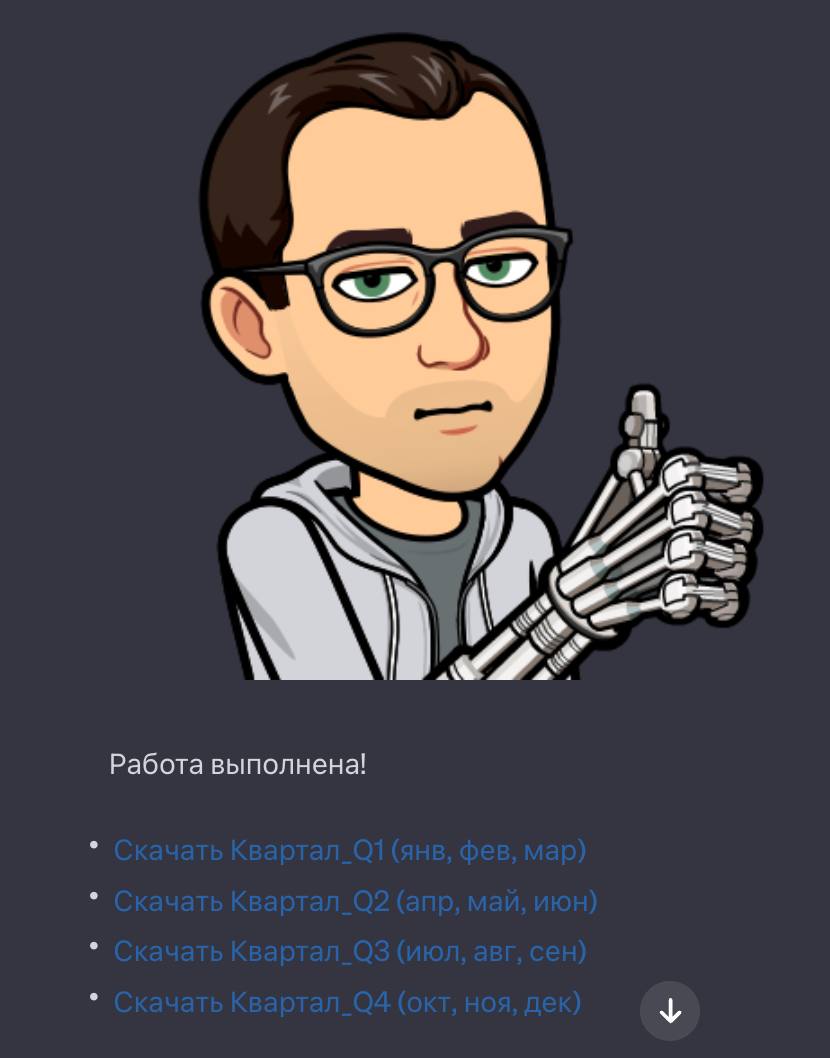 Работа выполнена!
Скачать Квартал_Q1 (янв, фев, мар)
Скачать Квартал_Q2 (апр, май, июн)
Скачать Квартал_Q3 (июл, авг, сен)
Скачать Квартал_Q4 (окт, ноя, дек)